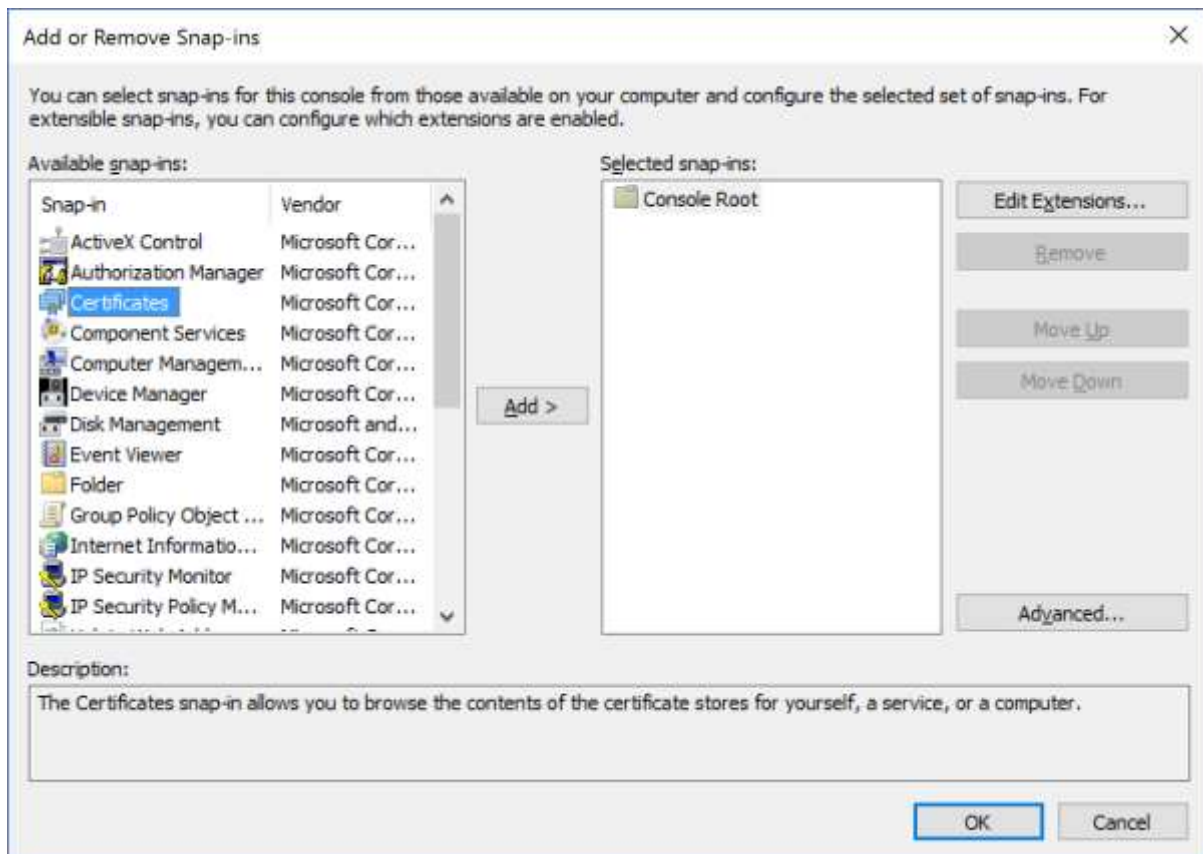 Add or Remove Snap-ins
You can select snap-ins for this console from those available on your computer and configure the selected set of snap-ins. For
extensible snap-ins, you can configure which extensions are enabled.
Available snap-ins:
Snap-in Vendor
ActiveX Control Microsoft Cor...
Authorization Manager Microsoft Cor...
Certificates Microsoft Cor...
Component Services Microsoft Cor...
Computer Managem... Microsoft Cor...
Device Manager Microsoft Cor...
Disk Management Microsoft and...
Event Viewer Microsoft Cor...
Folder Microsoft Cor...
Group Policy Object ... Microsoft Cor...
Internet Informatio... Microsoft Cor...
IP Security Monitor Microsoft Cor...
IP Security Policy M... Microsoft Cor...
Add >
Selected snap-ins:
Console Root
Edit Extensions...
Remove
Move Up
Move Down
Advanced...
Description:
The Certificates snap-in allows you to browse the contents of the certificate stores for yourself, a service, or a computer.
OK Cancel